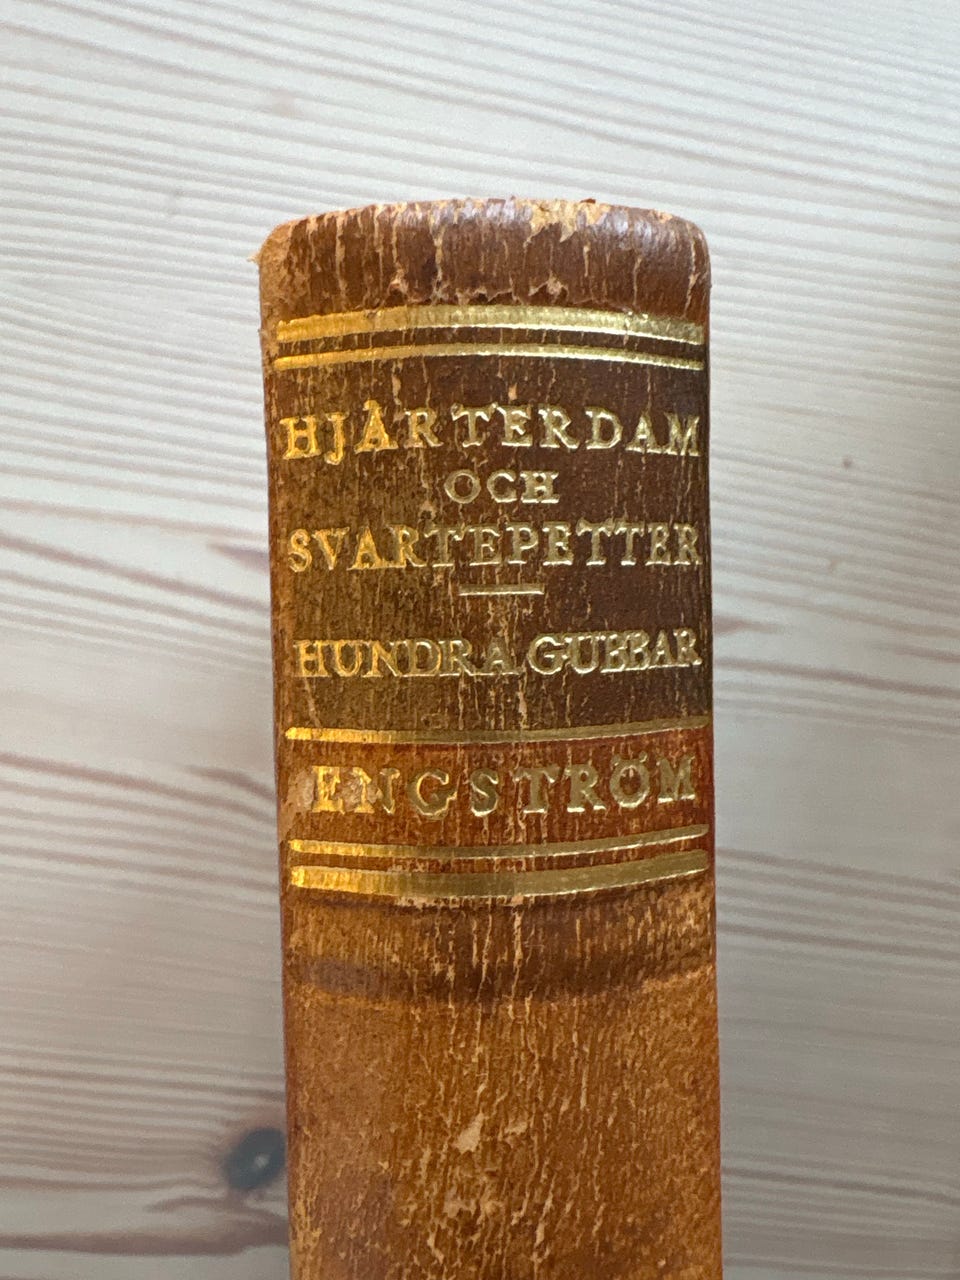 HJÄRTERDAM
OCH
SVARTEPETTER
HUNDRA GUBBAR
ENGSTRÖM